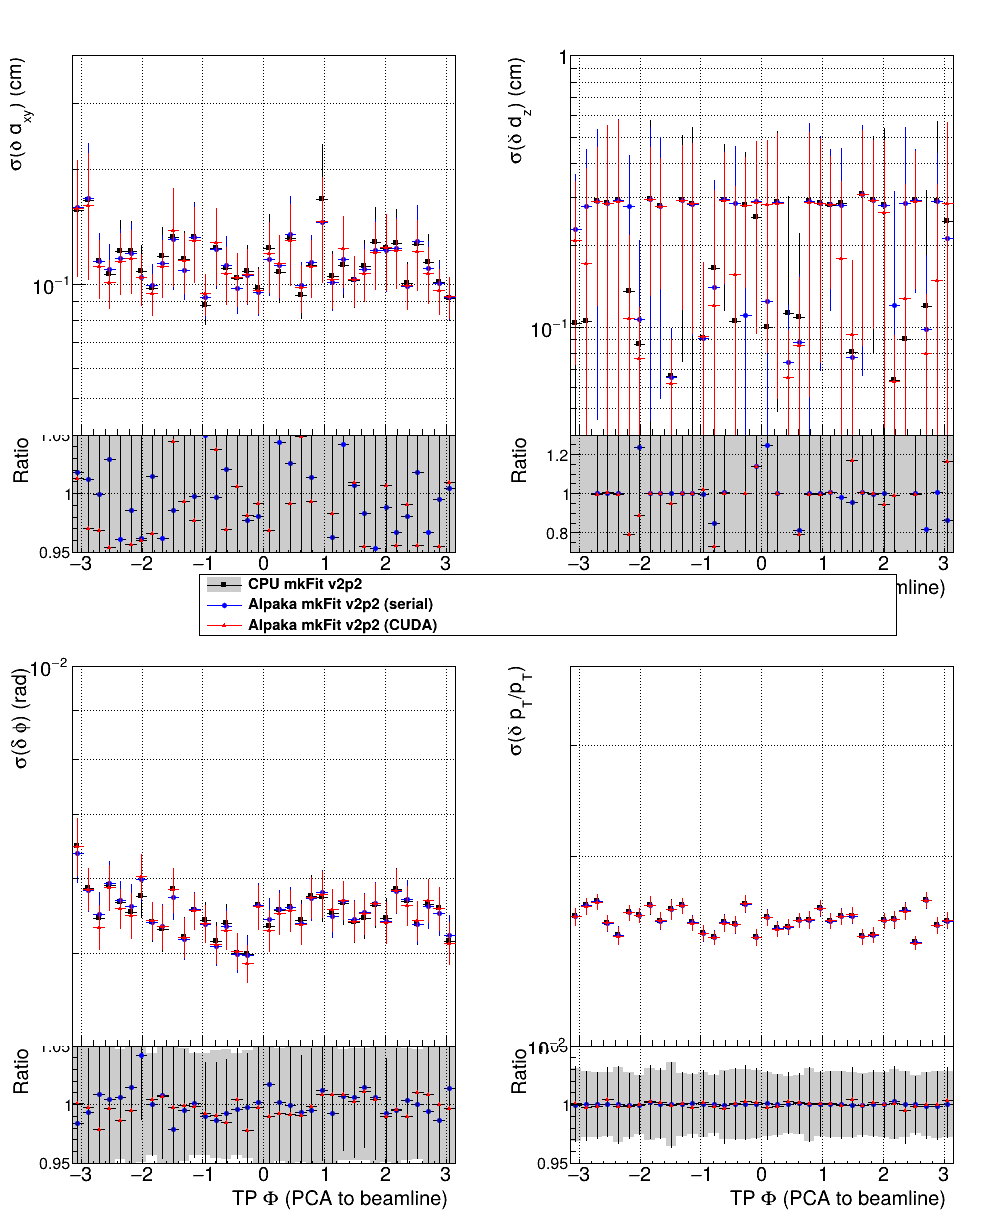 σ(δ d_xy) (cm)
10⁻¹
Ratio
1.05
1
0.95
−3 −2 −1 0 1 2 3
σ(δ d_z) (cm)
1
10⁻¹
Ratio
1.2
1
0.8
−3 −2 −1 0 1 2 3
mline)
CPU mkFit v2p2
Alpaka mkFit v2p2 (serial)
Alpaka mkFit v2p2 (CUDA)
σ(δ φ) (rad)
10⁻²
Ratio
1.05
1
0.95
−3 −2 −1 0 1 2 3
TP Φ (PCA to beamline)
σ(δ p_T/p_T)
10⁻²
Ratio
1
0.95
−3 −2 −1 0 1 2 3
TP Φ (PCA to beamline)